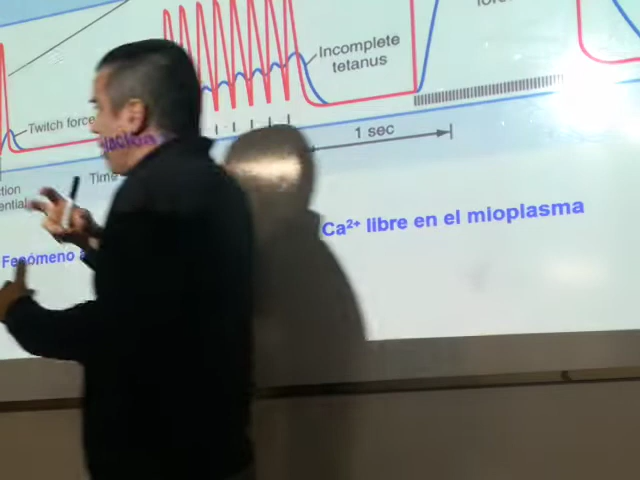 Incomplete
tetanus
Twitch force
1 sec
Time
Ca²⁺ libre en el mioplasma
Fenómeno